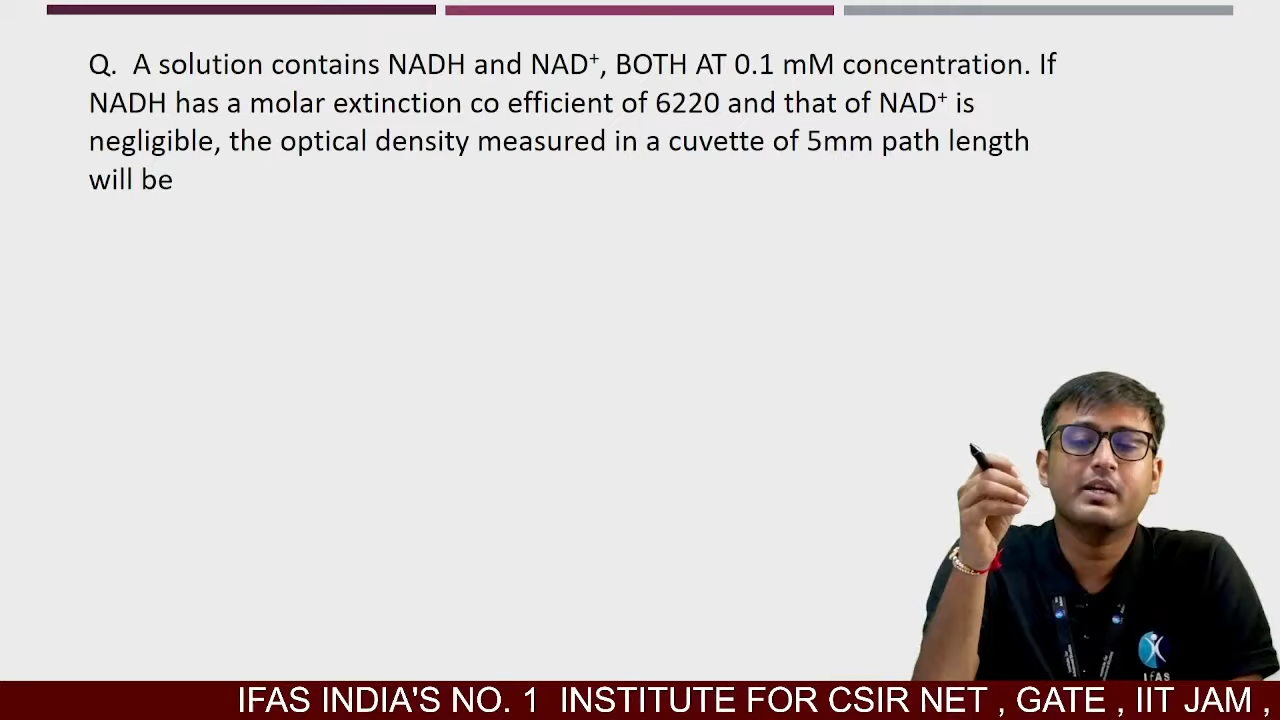 Q. A solution contains NADH and NAD⁺, BOTH AT 0.1 mM concentration. If
NADH has a molar extinction co efficient of 6220 and that of NAD⁺ is
negligible, the optical density measured in a cuvette of 5mm path length
will be
IFAS
IFAS INDIA'S NO. 1 INSTITUTE FOR CSIR NET , GATE , IIT JAM ,